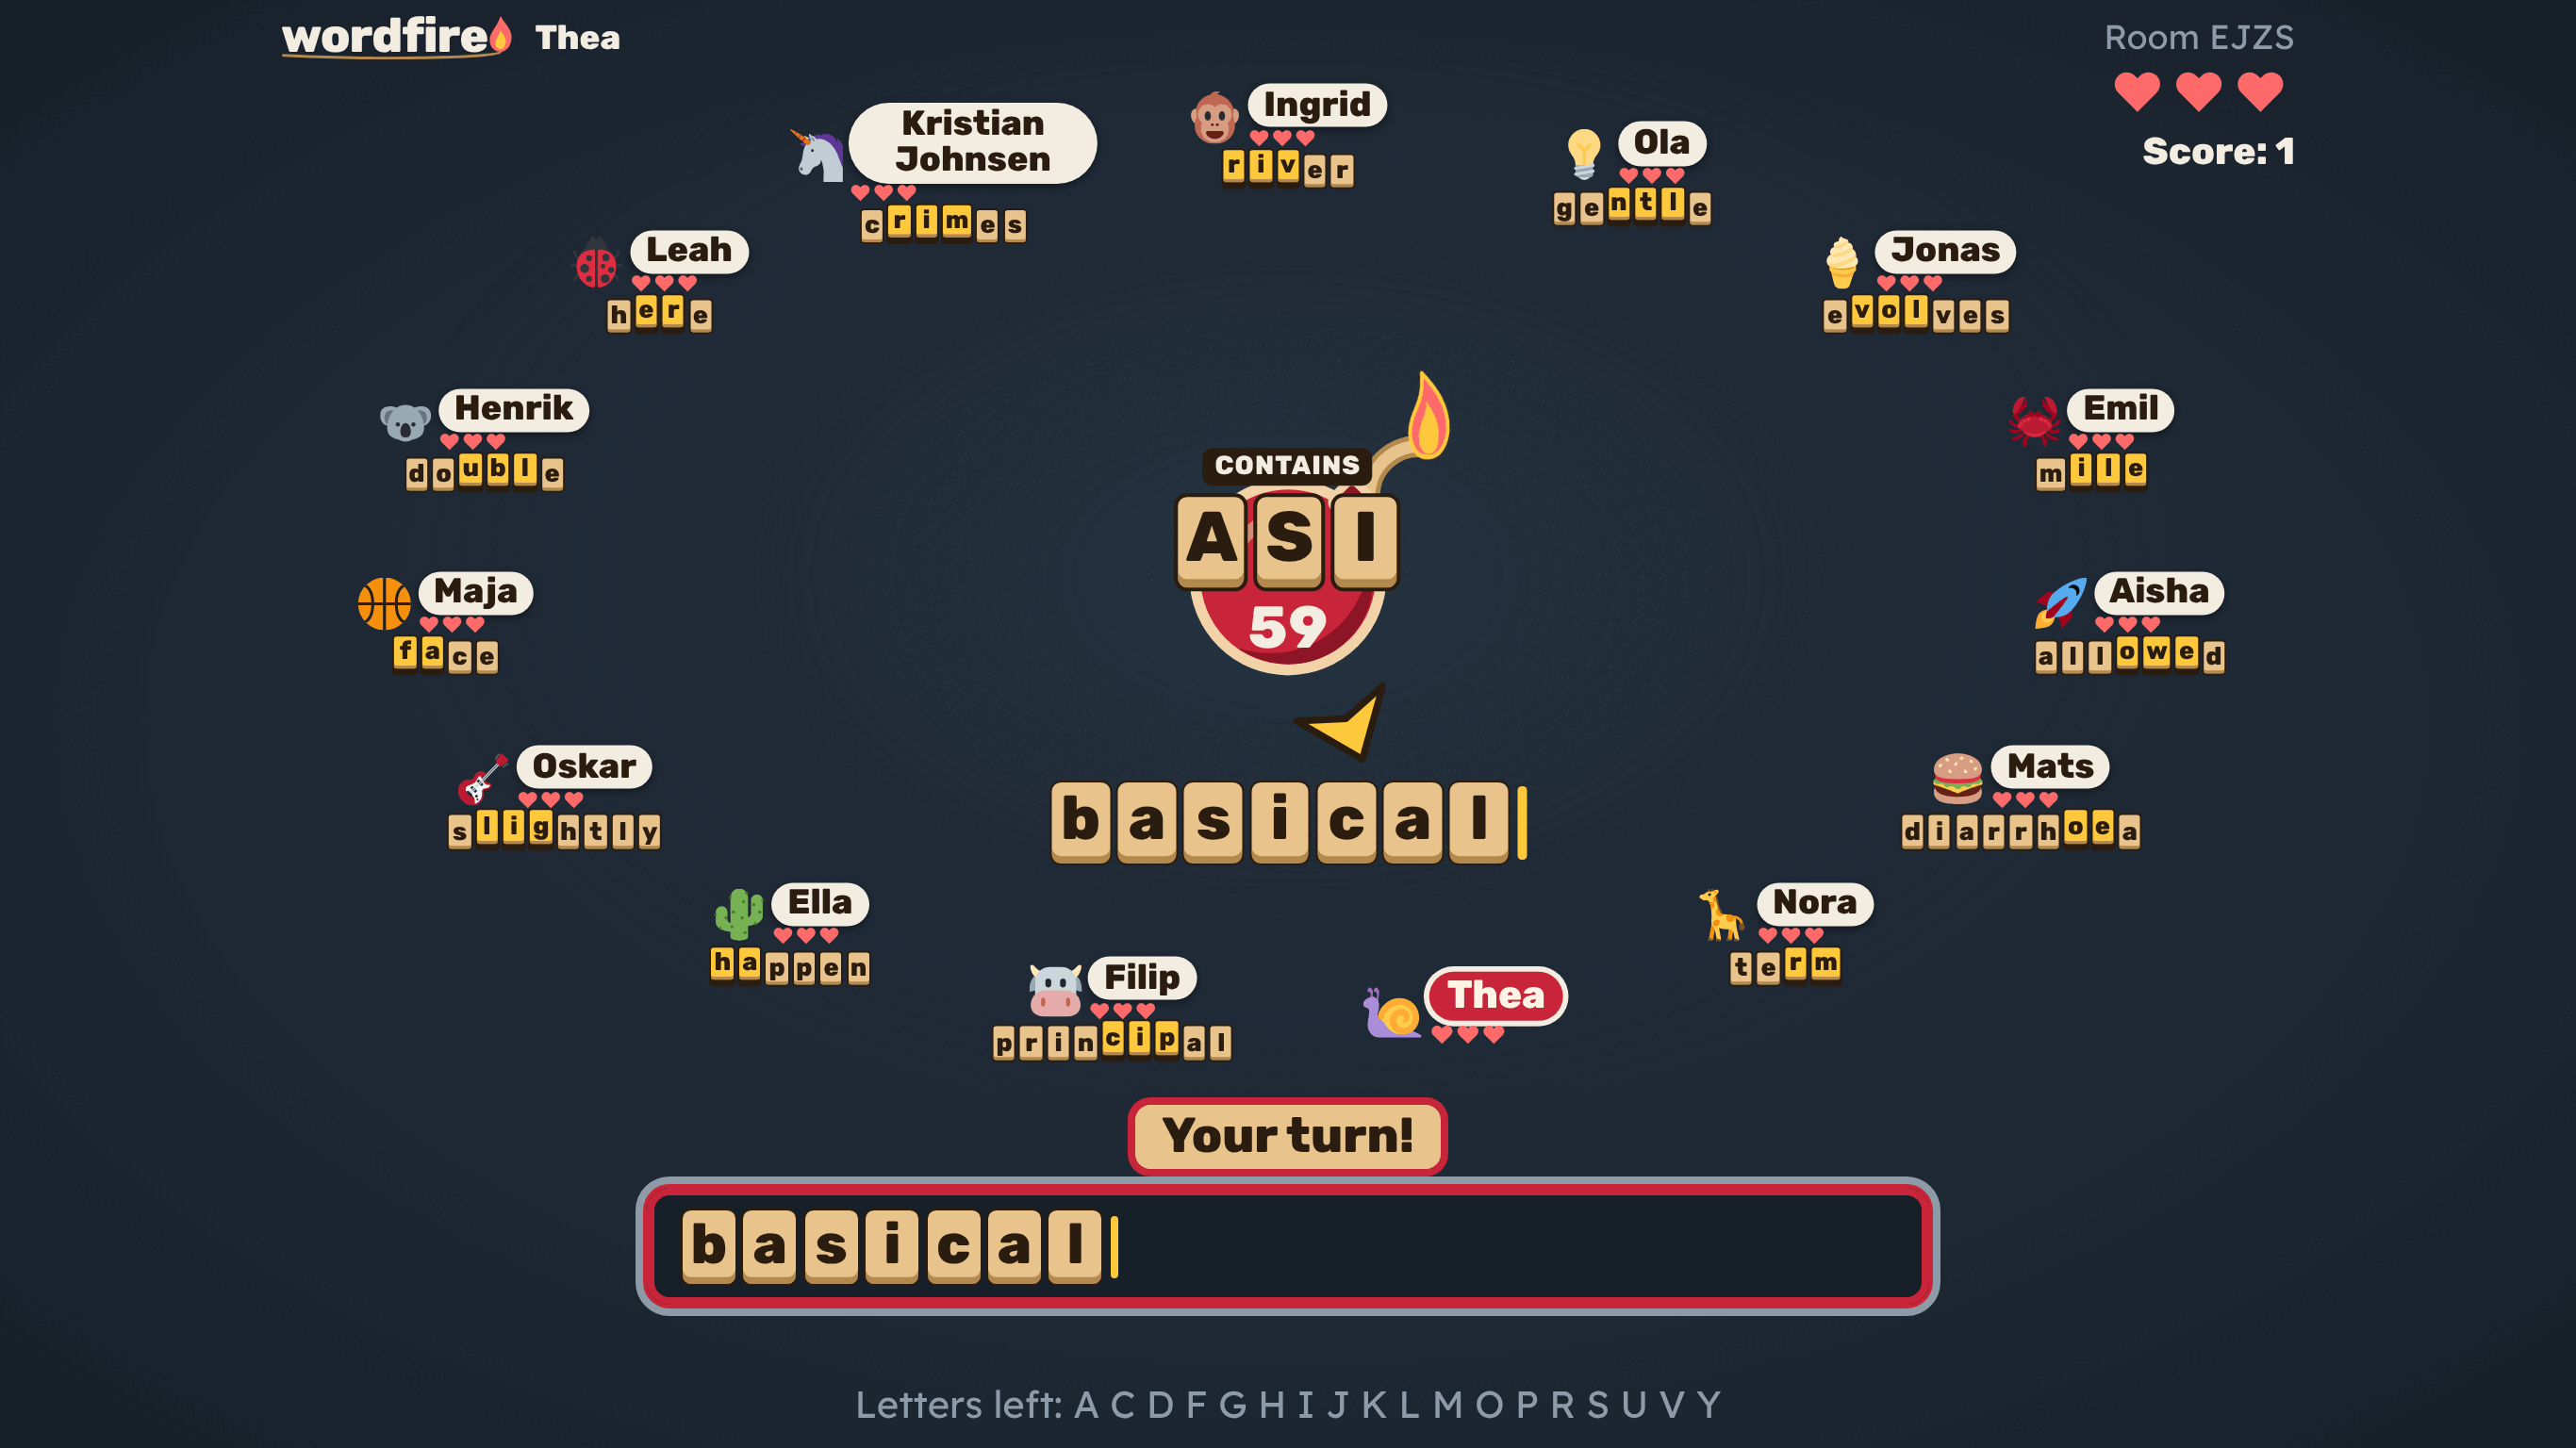 wordfire Thea
Room EJZS
Score: 1
Kristian
Johnsen
crimes
Ingrid
river
Ola
gentle
Leah
here
Jonas
evolves
Henrik
double
Emil
mile
CONTAINS
ASI
59
Maja
face
Aisha
allowed
Oskar
slightly
Mats
diarrhoea
basical
Ella
happen
Nora
term
Filip
principal
Thea
Your turn!
basical
Letters left: A C D F G H I J K L M O P R S U V Y